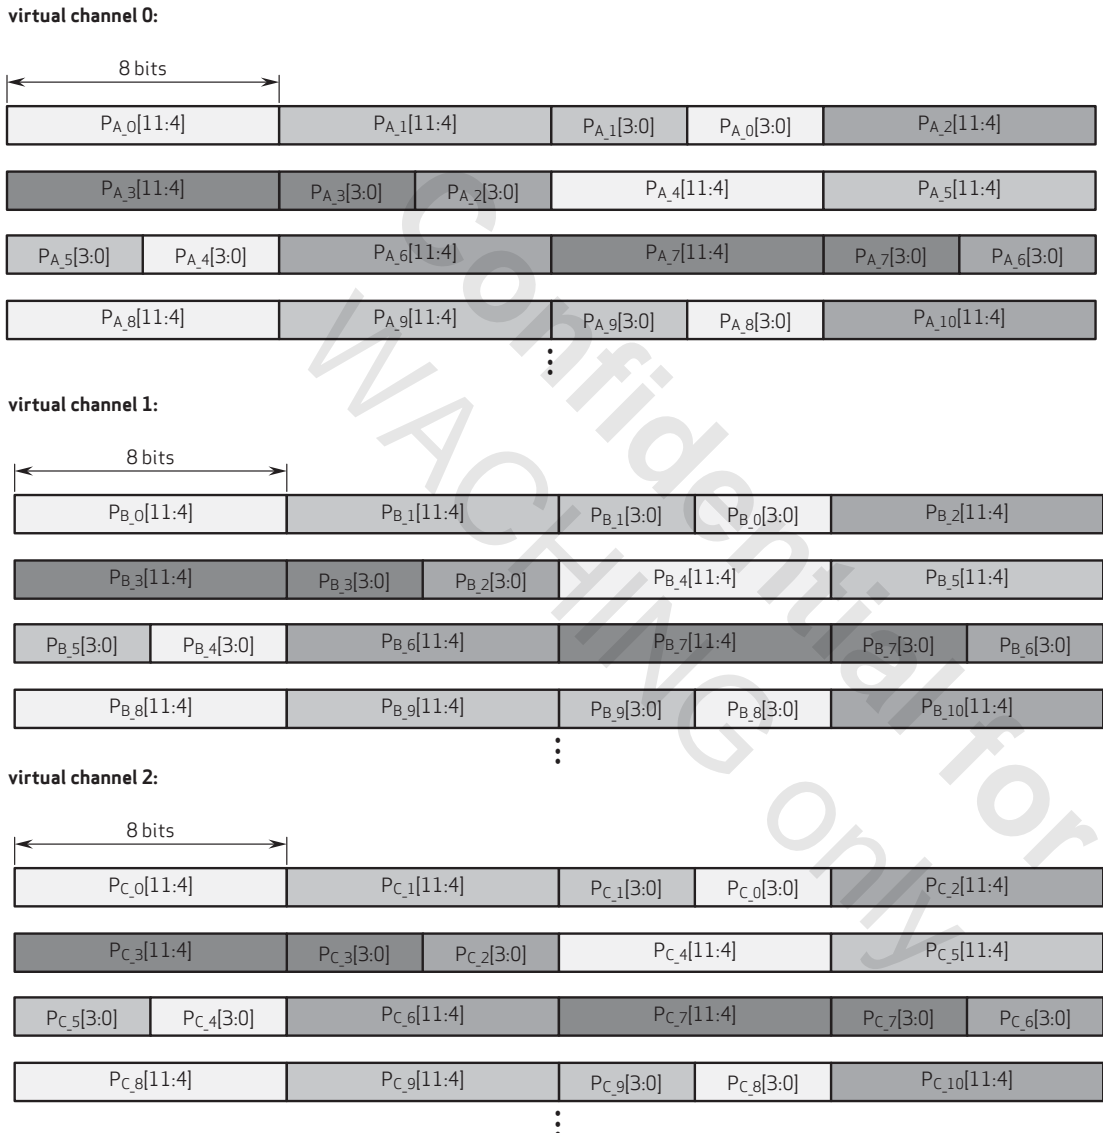 virtual channel 0:
8 bits
PA_0[11:4] PA_1[11:4] PA_1[3:0] PA_0[3:0] PA_2[11:4]
PA_3[11:4] PA_3[3:0] PA_2[3:0] PA_4[11:4] PA_5[11:4]
PA_5[3:0] PA_4[3:0] PA_6[11:4] PA_7[11:4] PA_7[3:0] PA_6[3:0]
PA_8[11:4] PA_9[11:4] PA_9[3:0] PA_8[3:0] PA_10[11:4]
virtual channel 1:
8 bits
PB_0[11:4] PB_1[11:4] PB_1[3:0] PB_0[3:0] PB_2[11:4]
PB_3[11:4] PB_3[3:0] PB_2[3:0] PB_4[11:4] PB_5[11:4]
PB_5[3:0] PB_4[3:0] PB_6[11:4] PB_7[11:4] PB_7[3:0] PB_6[3:0]
PB_8[11:4] PB_9[11:4] PB_9[3:0] PB_8[3:0] PB_10[11:4]
virtual channel 2:
8 bits
PC_0[11:4] PC_1[11:4] PC_1[3:0] PC_0[3:0] PC_2[11:4]
PC_3[11:4] PC_3[3:0] PC_2[3:0] PC_4[11:4] PC_5[11:4]
PC_5[3:0] PC_4[3:0] PC_6[11:4] PC_7[11:4] PC_7[3:0] PC_6[3:0]
PC_8[11:4] PC_9[11:4] PC_9[3:0] PC_8[3:0] PC_10[11:4]
Confidential for
WACHING only